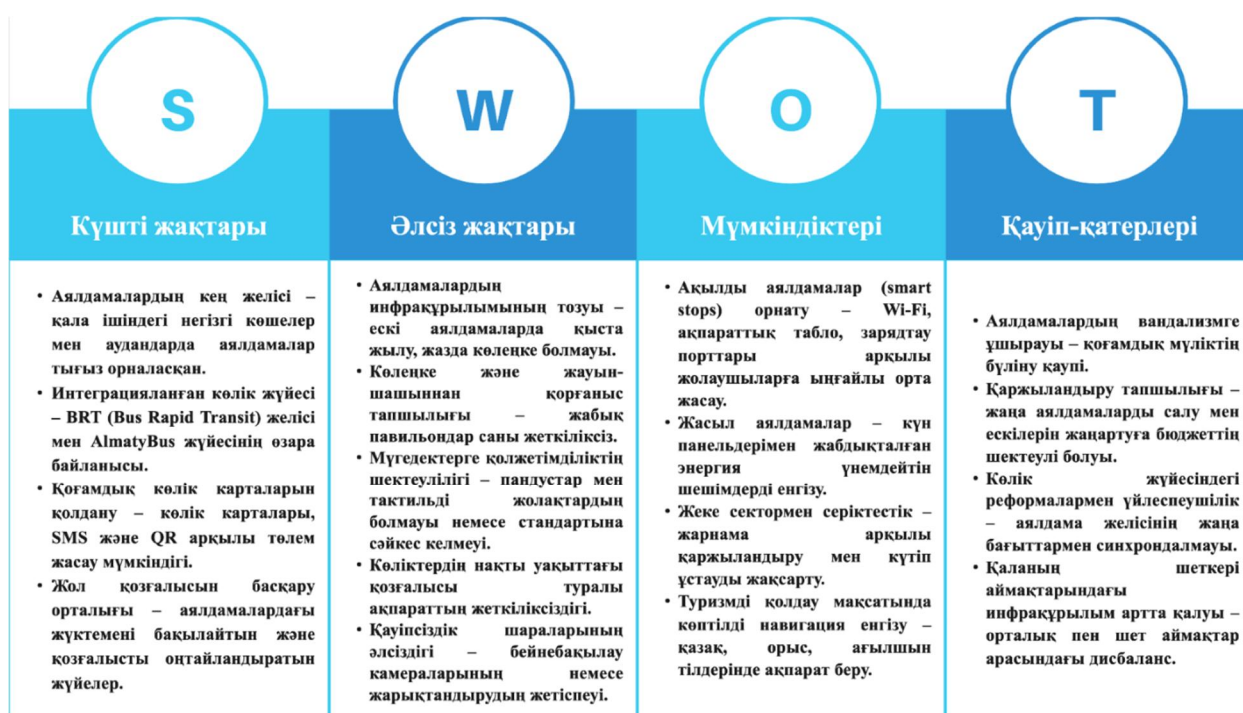 S
Күшті жақтары
• Аялдамалардың кең желісі –
қала ішіндегі негізгі көшелер
мен аудандарда аялдамалар
тығыз орналасқан.
• Интеграцияланған көлік жүйесі
– BRT (Bus Rapid Transit) желісі
мен AlmatyBus жүйесінің өзара
байланысы.
• Қоғамдық көлік карталарын
қолдану – көлік карталары,
SMS және QR арқылы төлем
жасау мүмкіндігі.
• Жол қозғалысын басқару
орталығы – аялдамалардағы
жүктемені бақылайтын және
қозғалысты оңтайландыратын
жүйелер.
W
Әлсіз жақтары
• Аялдамалардың
инфрақұрылымының тозуы –
ескі аялдамаларда қыста
жылу, жазда көлеңке болмауы.
• Көлеңке және жауын-
шашыннан қорғаныс
тапшылығы – жабық
павильондар саны жеткіліксіз.
• Мүгедектерге қолжетімділіктің
шектеулілігі – пандустар мен
тактильді жолақтардың
болмауы немесе стандартына
сәйкес келмеуі.
• Көліктердің нақты уақыттағы
қозғалысы туралы
ақпараттың жеткіліксіздігі.
• Қауіпсіздік шараларының
әлсіздігі – бейнебақылау
камераларының немесе
жарықтандырудың жетіспеуі.
O
Мүмкіндіктері
• Ақылды аялдамалар (smart
stops) орнату – Wi-Fi,
ақпараттық табло, зарядтау
порттары арқылы
жолаушыларға ыңғайлы орта
жасау.
• Жасыл аялдамалар – күн
панельдерімен жабдықталған
энергия үнемдейтін
шешімдерді енгізу.
• Жеке сектормен серіктестік –
жарнама арқылы
қаржыландыру мен күтіп
ұстауды жақсарту.
• Туризмді қолдау мақсатында
көптілді навигация енгізу –
қазақ, орыс, ағылшын
тілдерінде ақпарат беру.
T
Қауіп-қатерлері
• Аялдамалардың вандализмге
ұшырауы – қоғамдық мүліктің
бүліну қаупі.
• Қаржыландыру тапшылығы –
жаңа аялдамаларды салу мен
ескілерін жаңартуға бюджеттің
шектеулі болуы.
• Көлік жүйесіндегі
реформалармен үйлеспеушілік
– аялдама желісінің жаңа
бағыттармен синхрондалмауы.
• Қаланың шеткері
аймақтарындағы
инфрақұрылым артта қалуы –
орталық пен шет аймақтар
арасындағы дисбаланс.